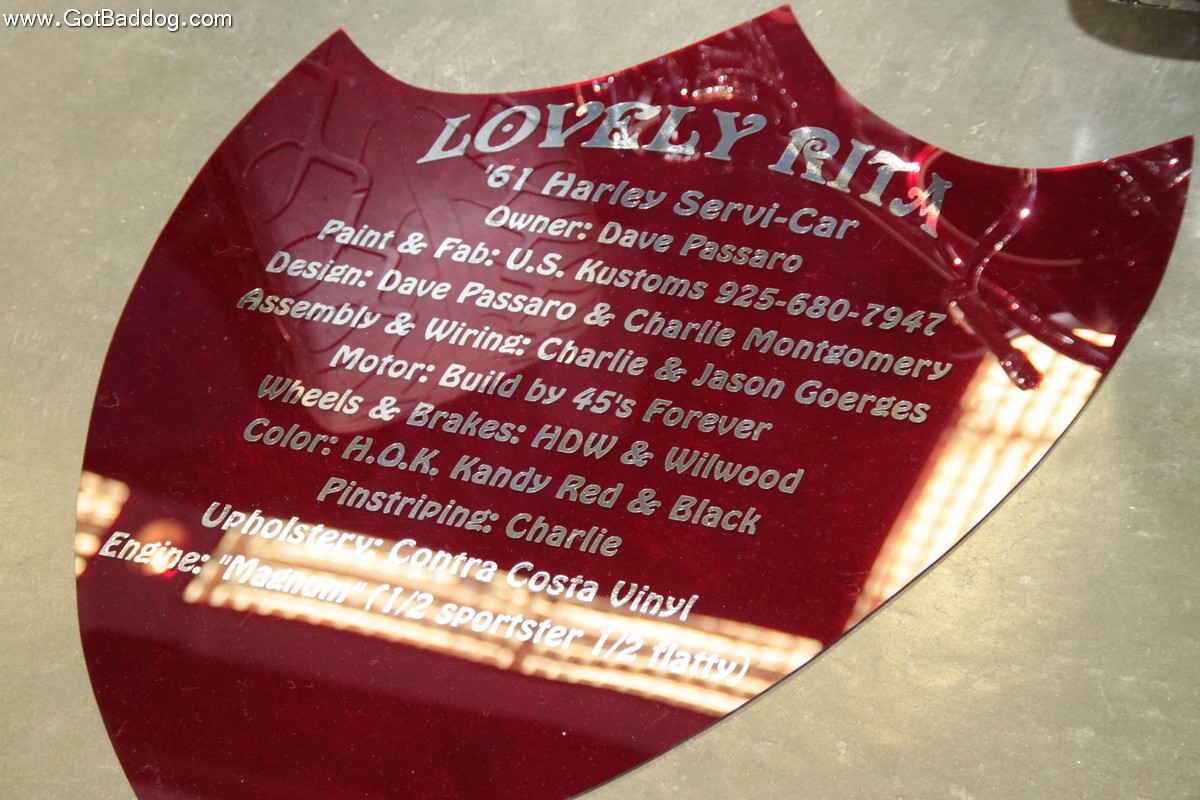 www.GotBaddog.com
LOVELY RITA
'61 Harley Servi-Car
Owner: Dave Passaro
Paint & Fab: U.S. Kustoms 925-680-7947
Design: Dave Passaro & Charlie Montgomery
Assembly & Wiring: Charlie & Jason Goerges
Motor: Build by 45's Forever
Wheels & Brakes: HDW & Wilwood
Color: H.O.K. Kandy Red & Black
Pinstriping: Charlie
Upholstery: Contra Costa Vinyl
Engine: "Magnum" (1/2 sportster 1/2 flatty)